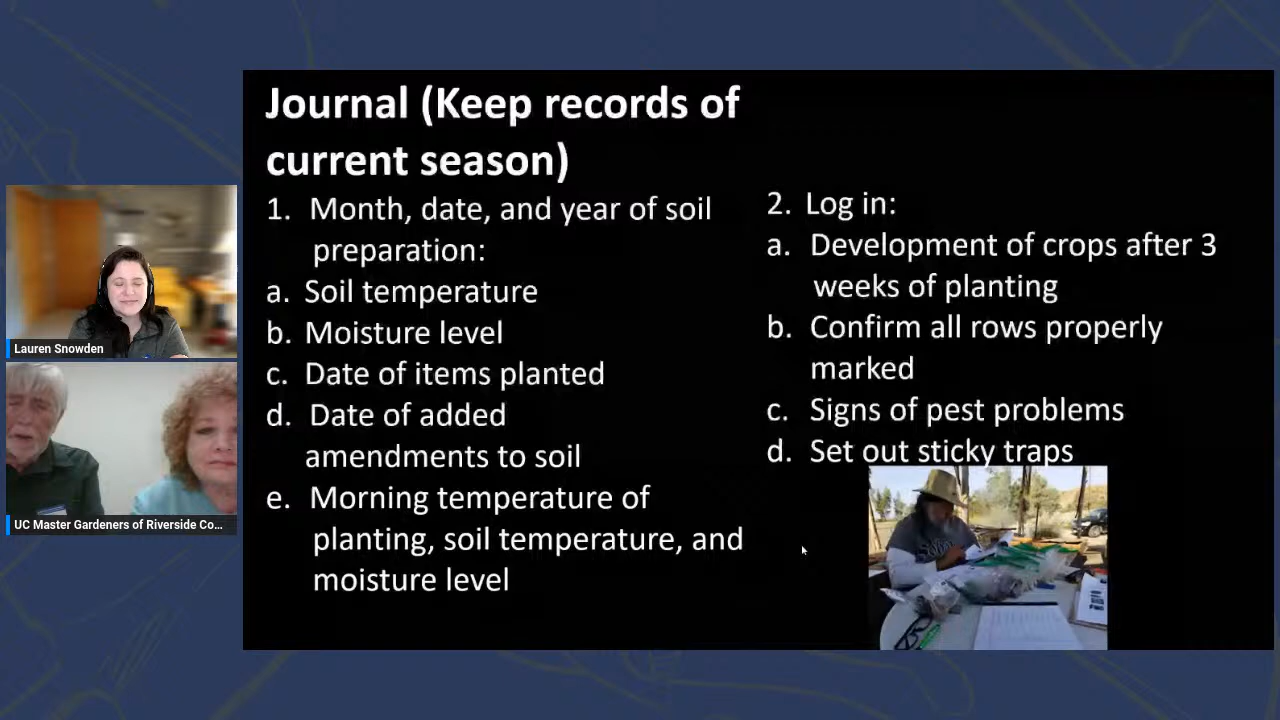 Journal (Keep records of
current season)
1. Month, date, and year of soil
preparation:
a. Soil temperature
b. Moisture level
c. Date of items planted
d. Date of added
amendments to soil
e. Morning temperature of
planting, soil temperature, and
moisture level
2. Log in:
a. Development of crops after 3
weeks of planting
b. Confirm all rows properly
marked
c. Signs of pest problems
d. Set out sticky traps
Lauren Snowden
UC Master Gardeners of Riverside Co...